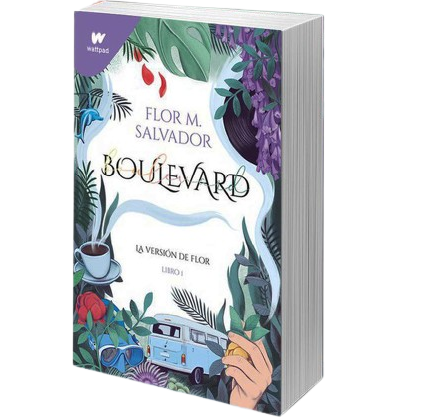 wattpad
FLOR M.
SALVADOR
BOULEVARD
LA VERSIÓN DE FLOR
LIBRO 1